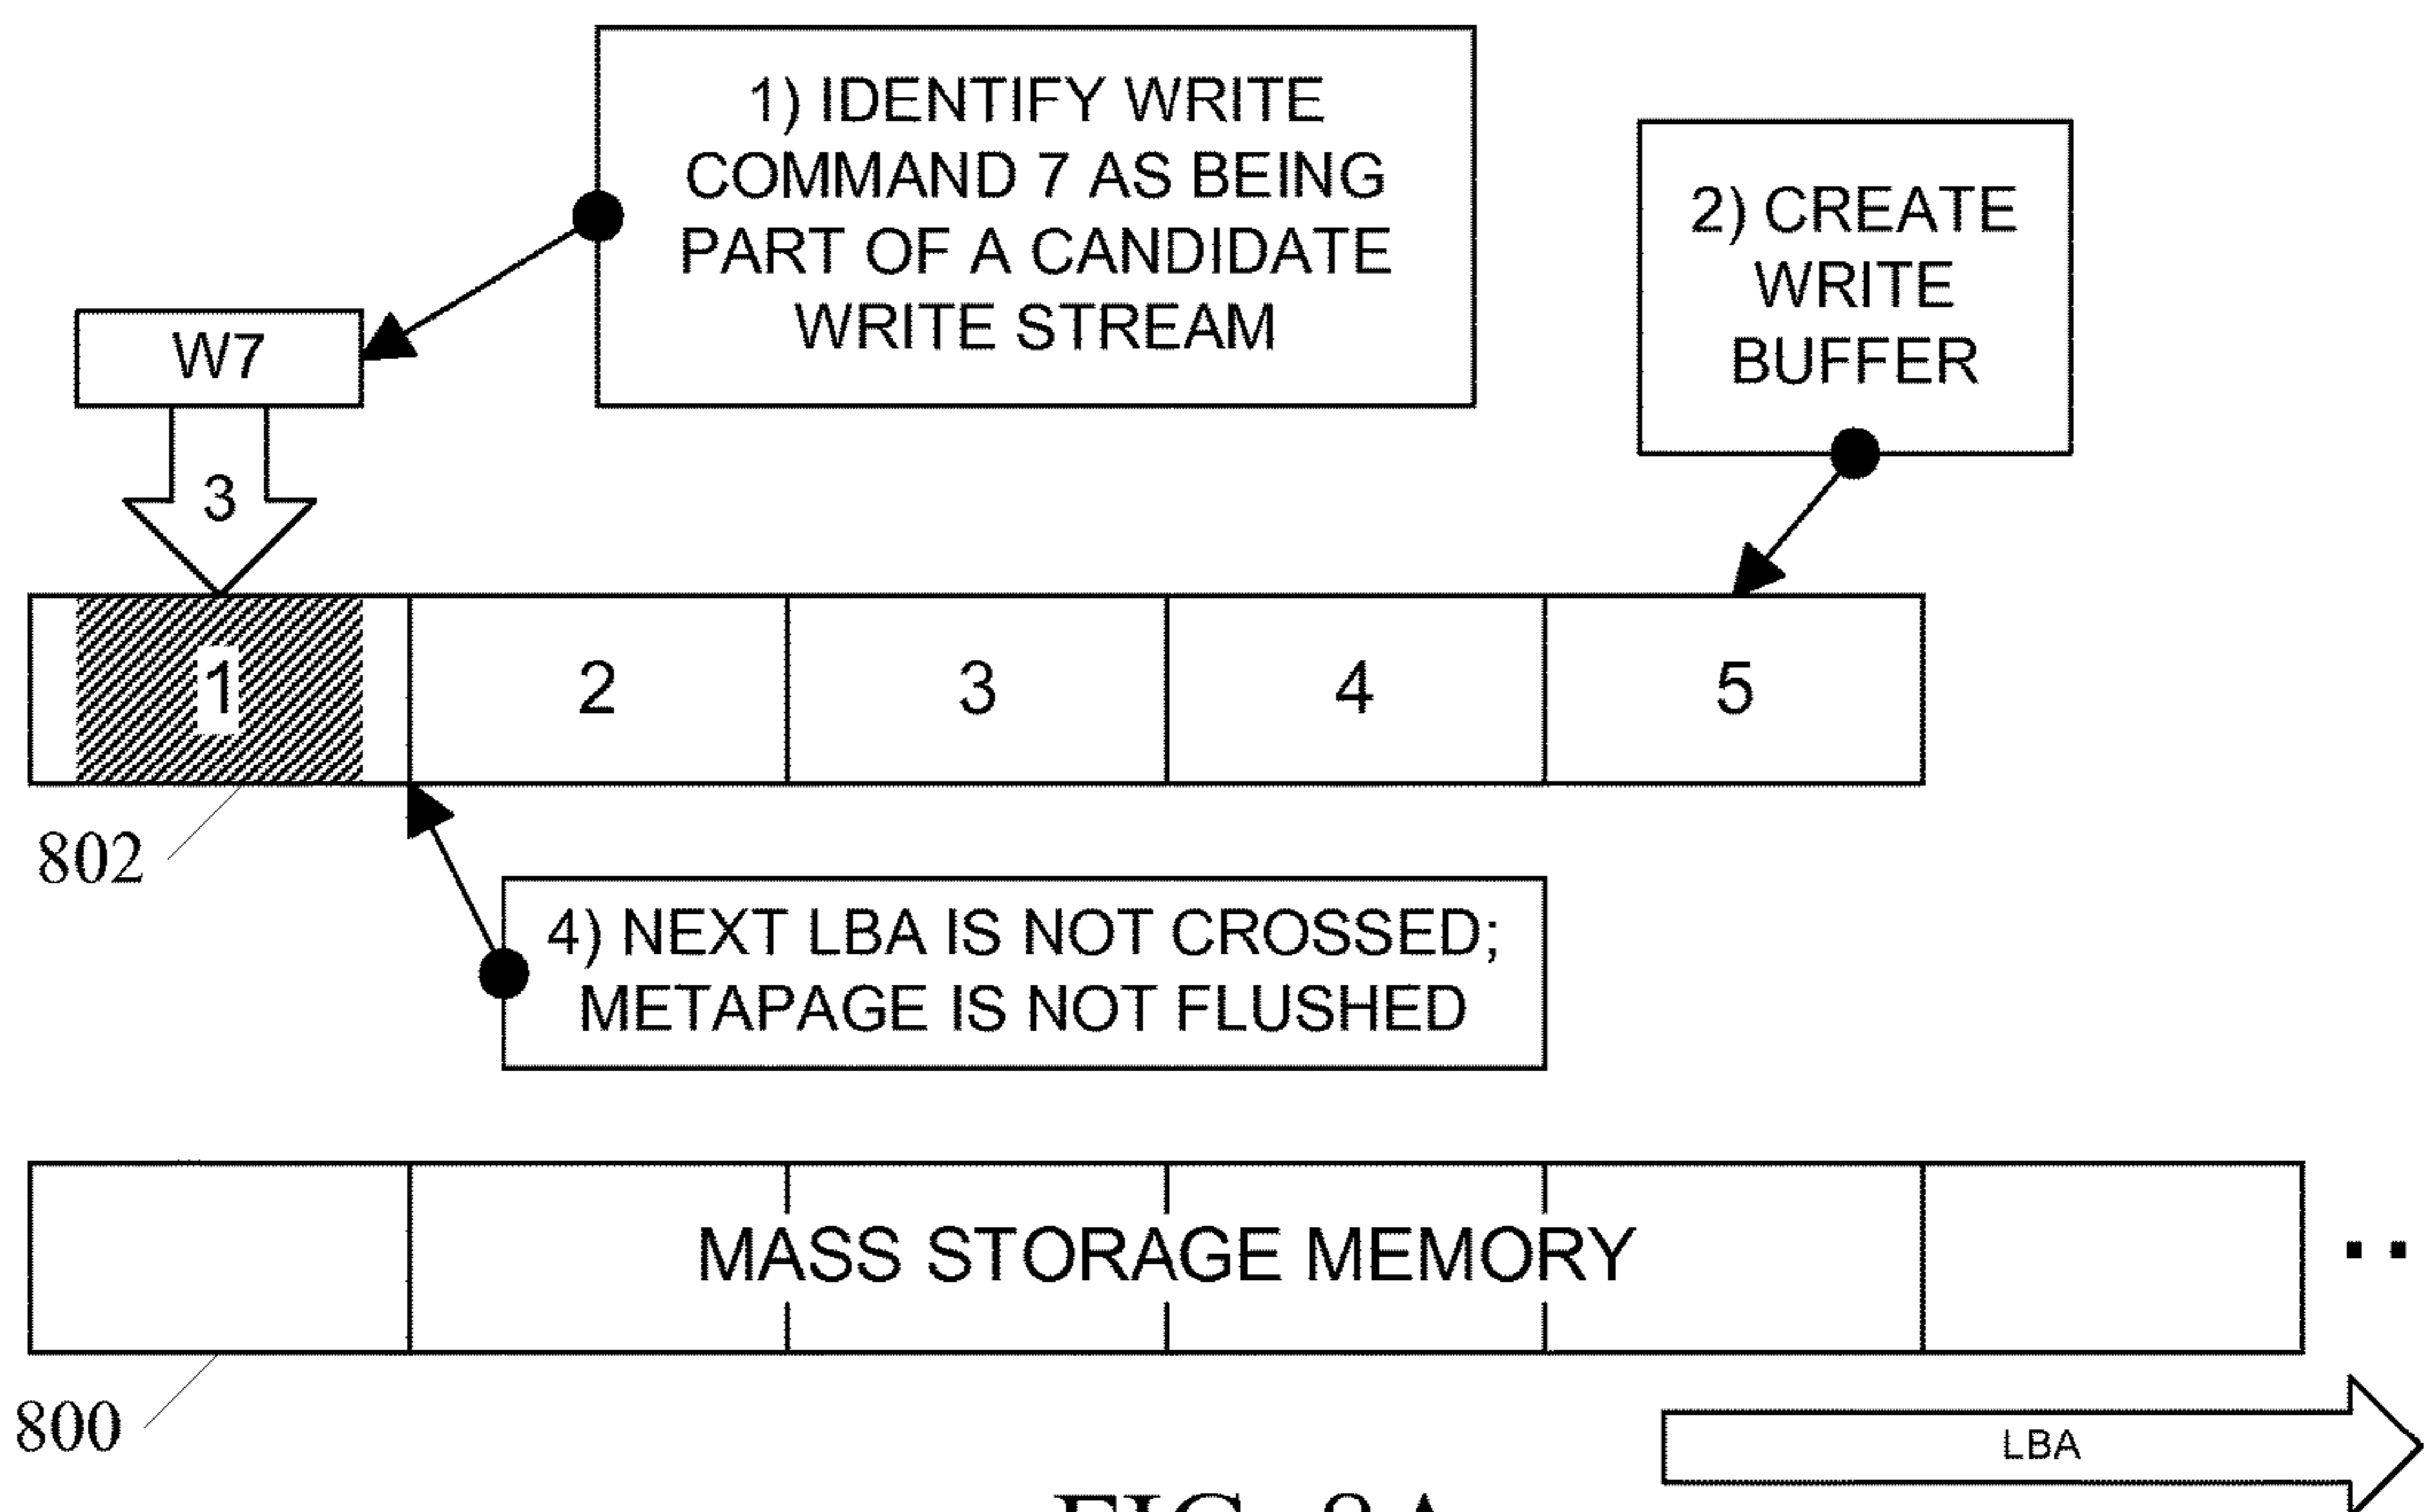 1) IDENTIFY WRITE
COMMAND 7 AS BEING
PART OF A CANDIDATE
WRITE STREAM
2) CREATE
WRITE
BUFFER
W7
3
1
2
3
4
5
802
4) NEXT LBA IS NOT CROSSED;
METAPAGE IS NOT FLUSHED
MASS STORAGE MEMORY
800
LBA
FIG. 8A